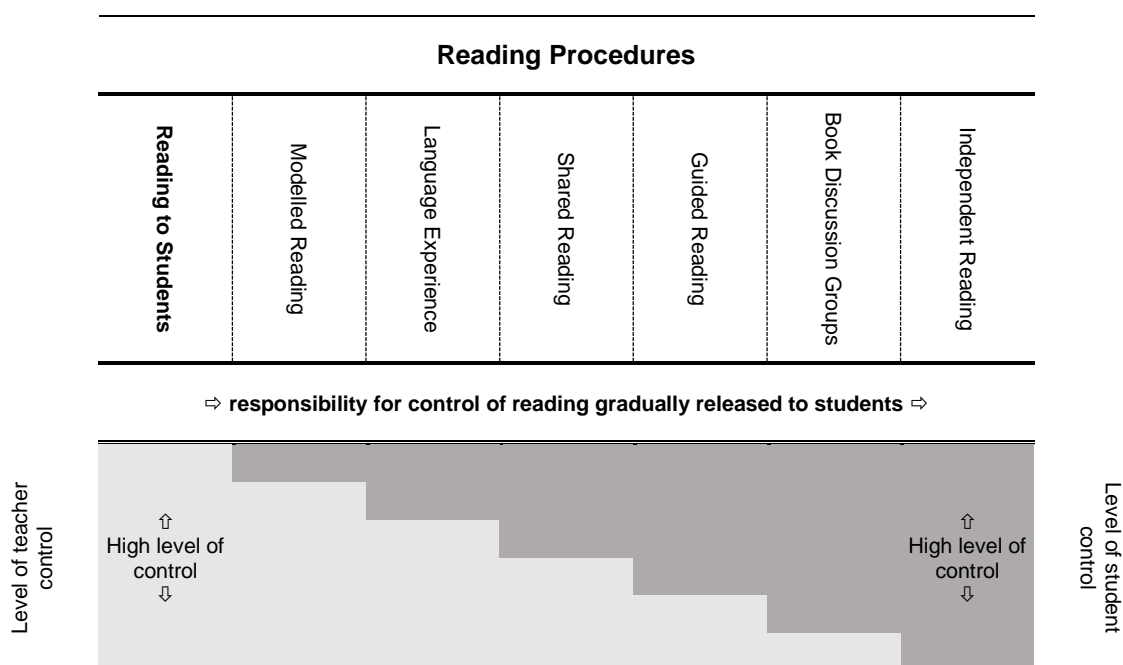 Reading Procedures
Reading to Students
Modelled Reading
Language Experience
Shared Reading
Guided Reading
Book Discussion Groups
Independent Reading
⇨ responsibility for control of reading gradually released to students ⇨
Level of teacher
control
⇧
High level of
control
⇩
⇧
High level of
control
⇩
Level of student
control